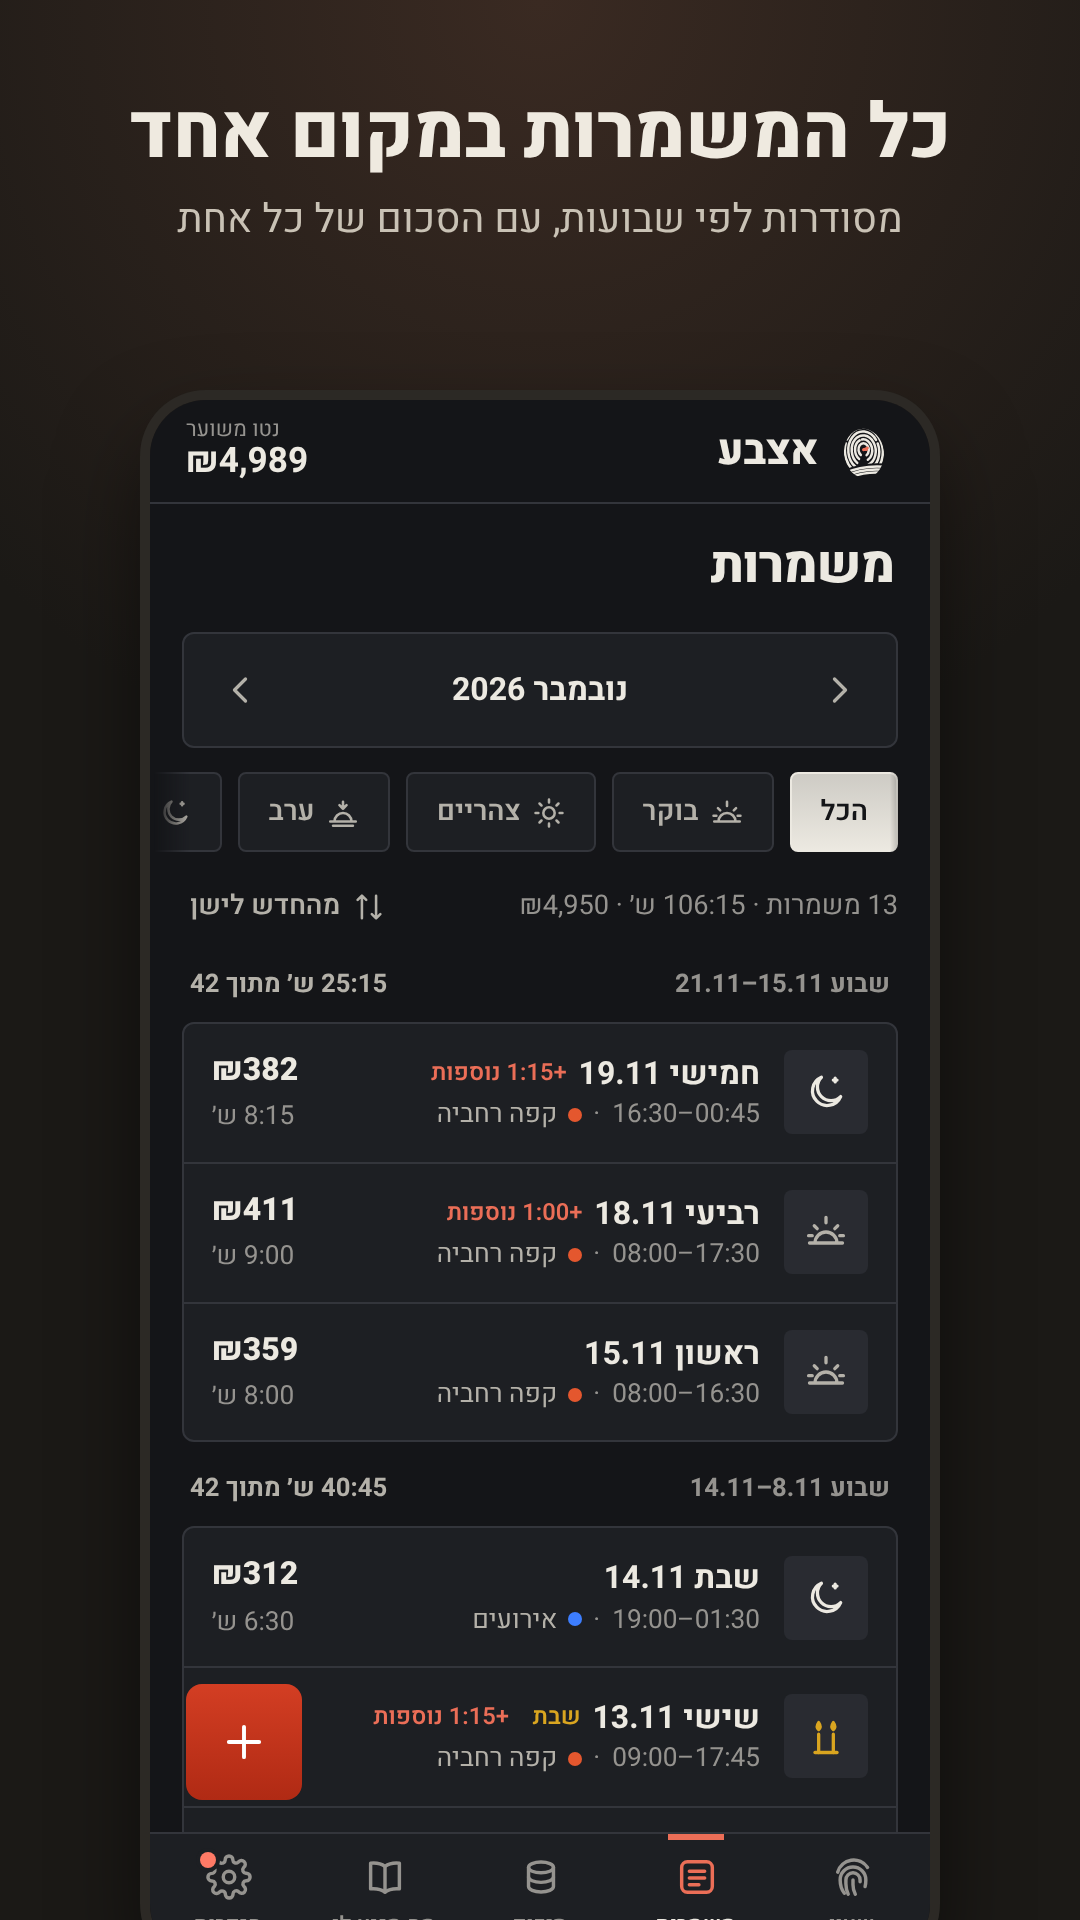 כל המשמרות במקום אחד
מסודרות לפי שבועות, עם הסכום של כל אחת
אצבע
נטו משוער
₪4,989
משמרות
נובמבר 2026
הכל
בוקר
צהריים
ערב
13 משמרות · 106:15 ש׳ · ₪4,950
מהחדש לישן
שבוע 15.11–21.11
25:15 ש׳ מתוך 42
חמישי 19.11 +1:15 נוספות
₪382
16:30–00:45 · קפה רחביה
8:15 ש׳
רביעי 18.11 +1:00 נוספות
₪411
08:00–17:30 · קפה רחביה
9:00 ש׳
ראשון 15.11
₪359
08:00–16:30 · קפה רחביה
8:00 ש׳
שבוע 8.11–14.11
40:45 ש׳ מתוך 42
שבת 14.11
₪312
19:00–01:30 · אירועים
6:30 ש׳
שישי 13.11 שבת +1:15 נוספות
09:00–17:45 · קפה רחביה